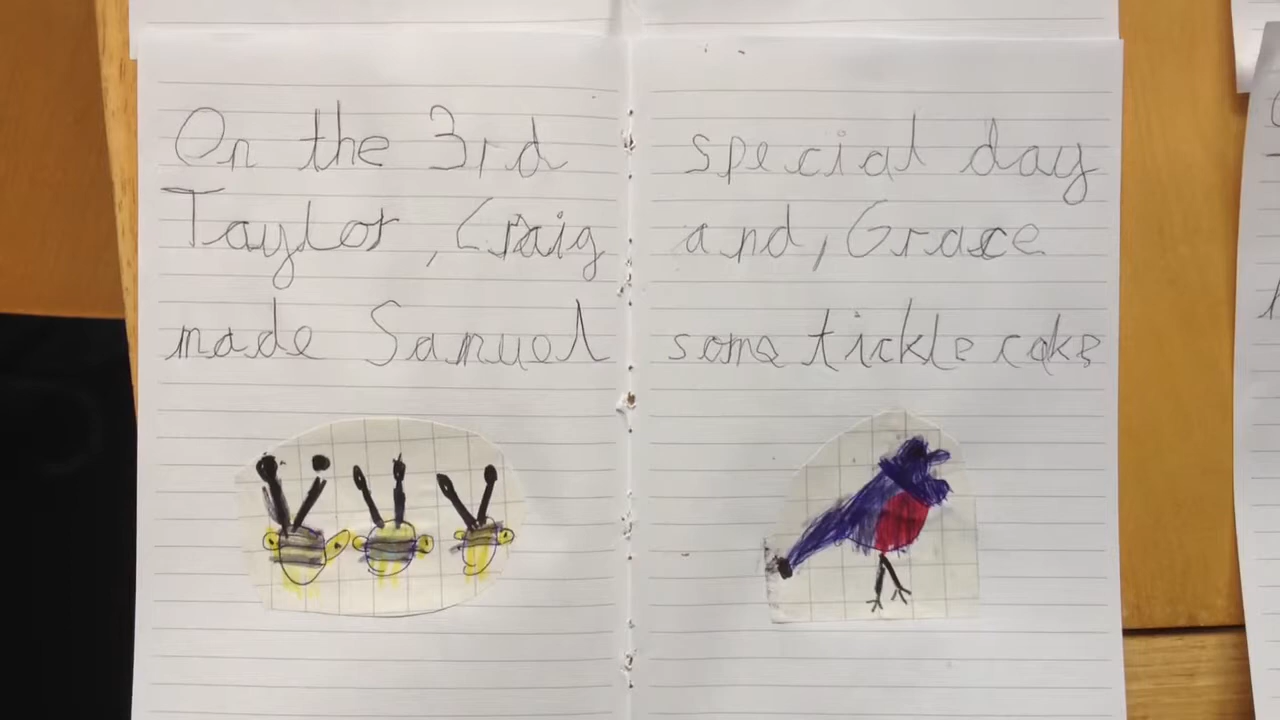 On the 3rd special day
Taylor, Craig and, Grace
made Samuel some tickle cake